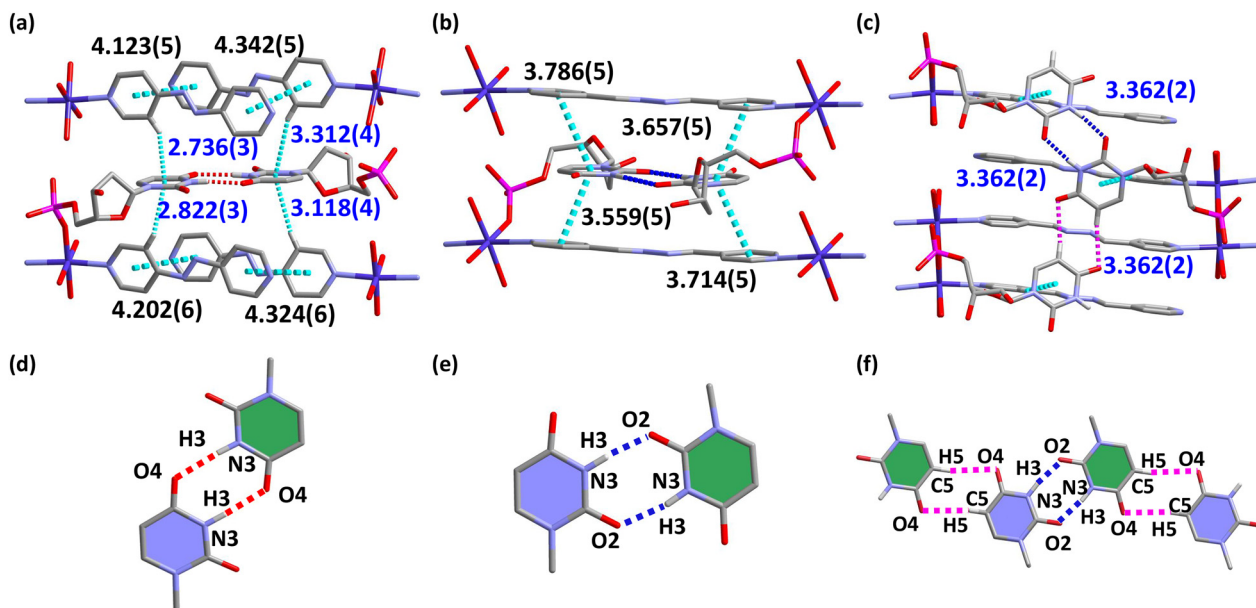 (a)
4.123(5) 4.342(5)
2.736(3) 3.312(4)
2.822(3) 3.118(4)
4.202(6) 4.324(6)
(b)
3.786(5)
3.657(5)
3.559(5)
3.714(5)
(c)
3.362(2)
3.362(2)
3.362(2)
(d)
H3
O4 N3
H3 O4
N3
(e)
O2
H3
N3 N3
O2 H3
(f)
O4 H3 O2 H5 O4
H5
C5 N3 N3 C5
O4 C5 H3 O4 C5
H5 O2 H5